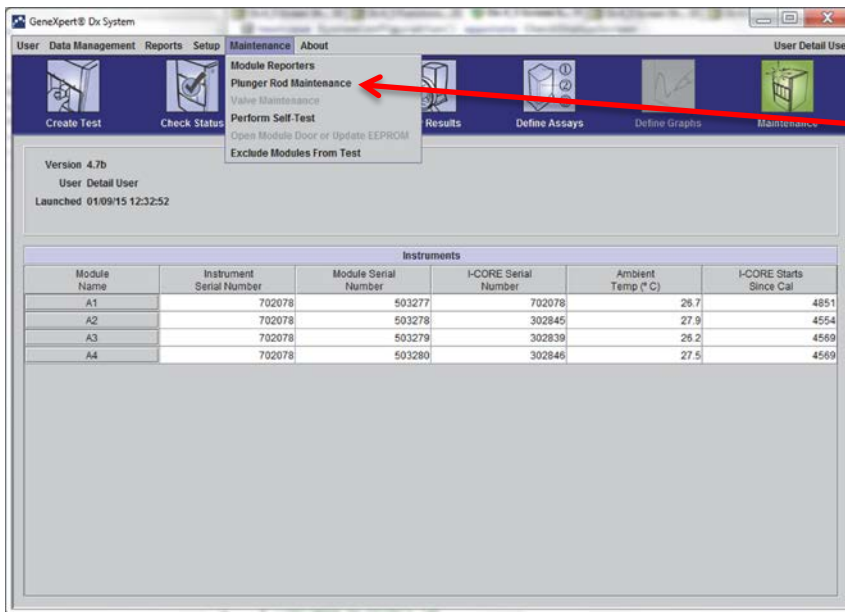 GeneXpert® Dx System
User Data Management Reports Setup Maintenance About User Detail Use
Module Reporters
Plunger Rod Maintenance
Valve Maintenance
Perform Self-Test
Open Module Door or Update EEPROM
Exclude Modules From Test
Create Test Check Status Results Define Assays Define Graphs Maintenance
Version 4.7b
User Detail User
Launched 01/09/15 12:32:52
Instruments
Module Name Instrument Serial Number Module Serial Number I-CORE Serial Number Ambient Temp (° C) I-CORE Starts Since Cal
A1 702078 503277 702078 26.7 4851
A2 702078 503278 302845 27.9 4554
A3 702078 503279 302839 26.2 4569
A4 702078 503280 302846 27.5 4569